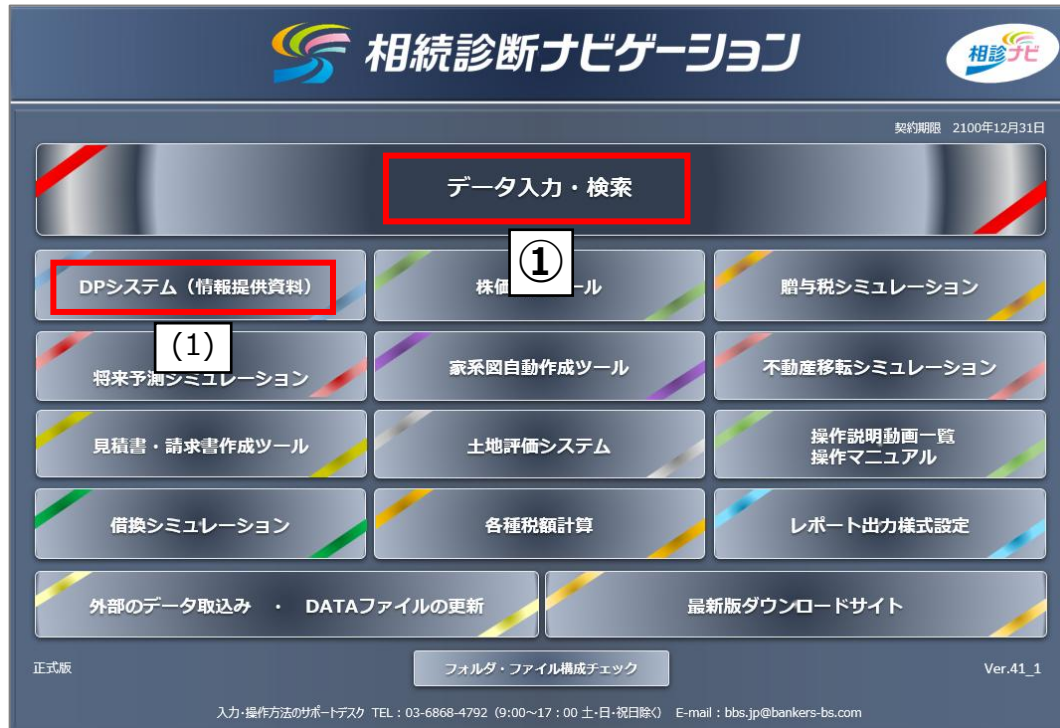 相続診断ナビゲーション
相診ナビ
契約期限 2100年12月31日
データ入力・検索
①
DPシステム（情報提供資料）
株価
ール
贈与税シミュレーション
(1)
将来予測シミュレーション
家系図自動作成ツール
不動産移転シミュレーション
見積書・請求書作成ツール
土地評価システム
操作説明動画一覧
操作マニュアル
借換シミュレーション
各種税額計算
レポート出力様式設定
外部のデータ取込み ・ DATAファイルの更新
最新版ダウンロードサイト
正式版
フォルダ・ファイル構成チェック
Ver.41_1
入力・操作方法のサポートデスク TEL：03-6868-4792（9:00～17：00 土・日・祝日除く） E-mail：bbs.jp@bankers-bs.com